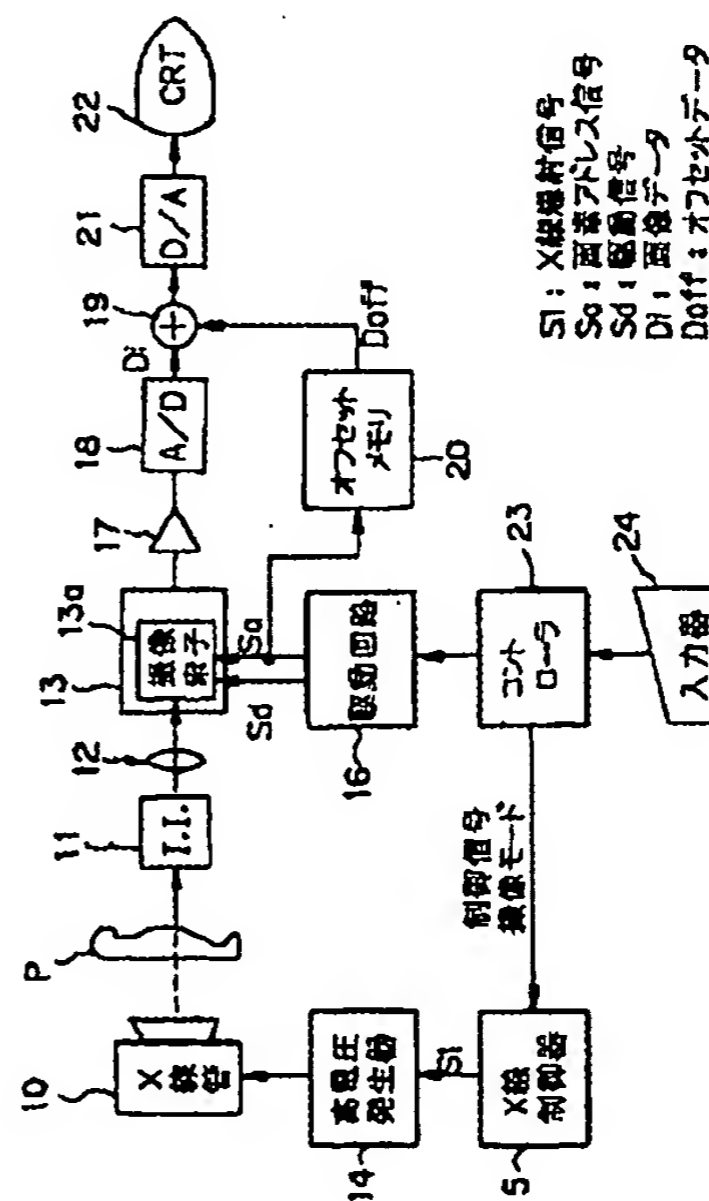 10
X線管
P
11
I.I.
12
13
13a
撮像
素子
17
18
A/D
Di
19
+
21
D/A
22
CRT
Sd
Sa
Doff
オフセット
メモリ
20
14
高電圧
発生器
Si
5
X線
制御器
制御信号
撮像モード
16
駆動回路
コント
ローラ
23
入力器
24
Si : X線爆射信号
Sa : 画素アドレス信号
Sd : 駆動信号
Di : 画像データ
Doff : オフセットデータ